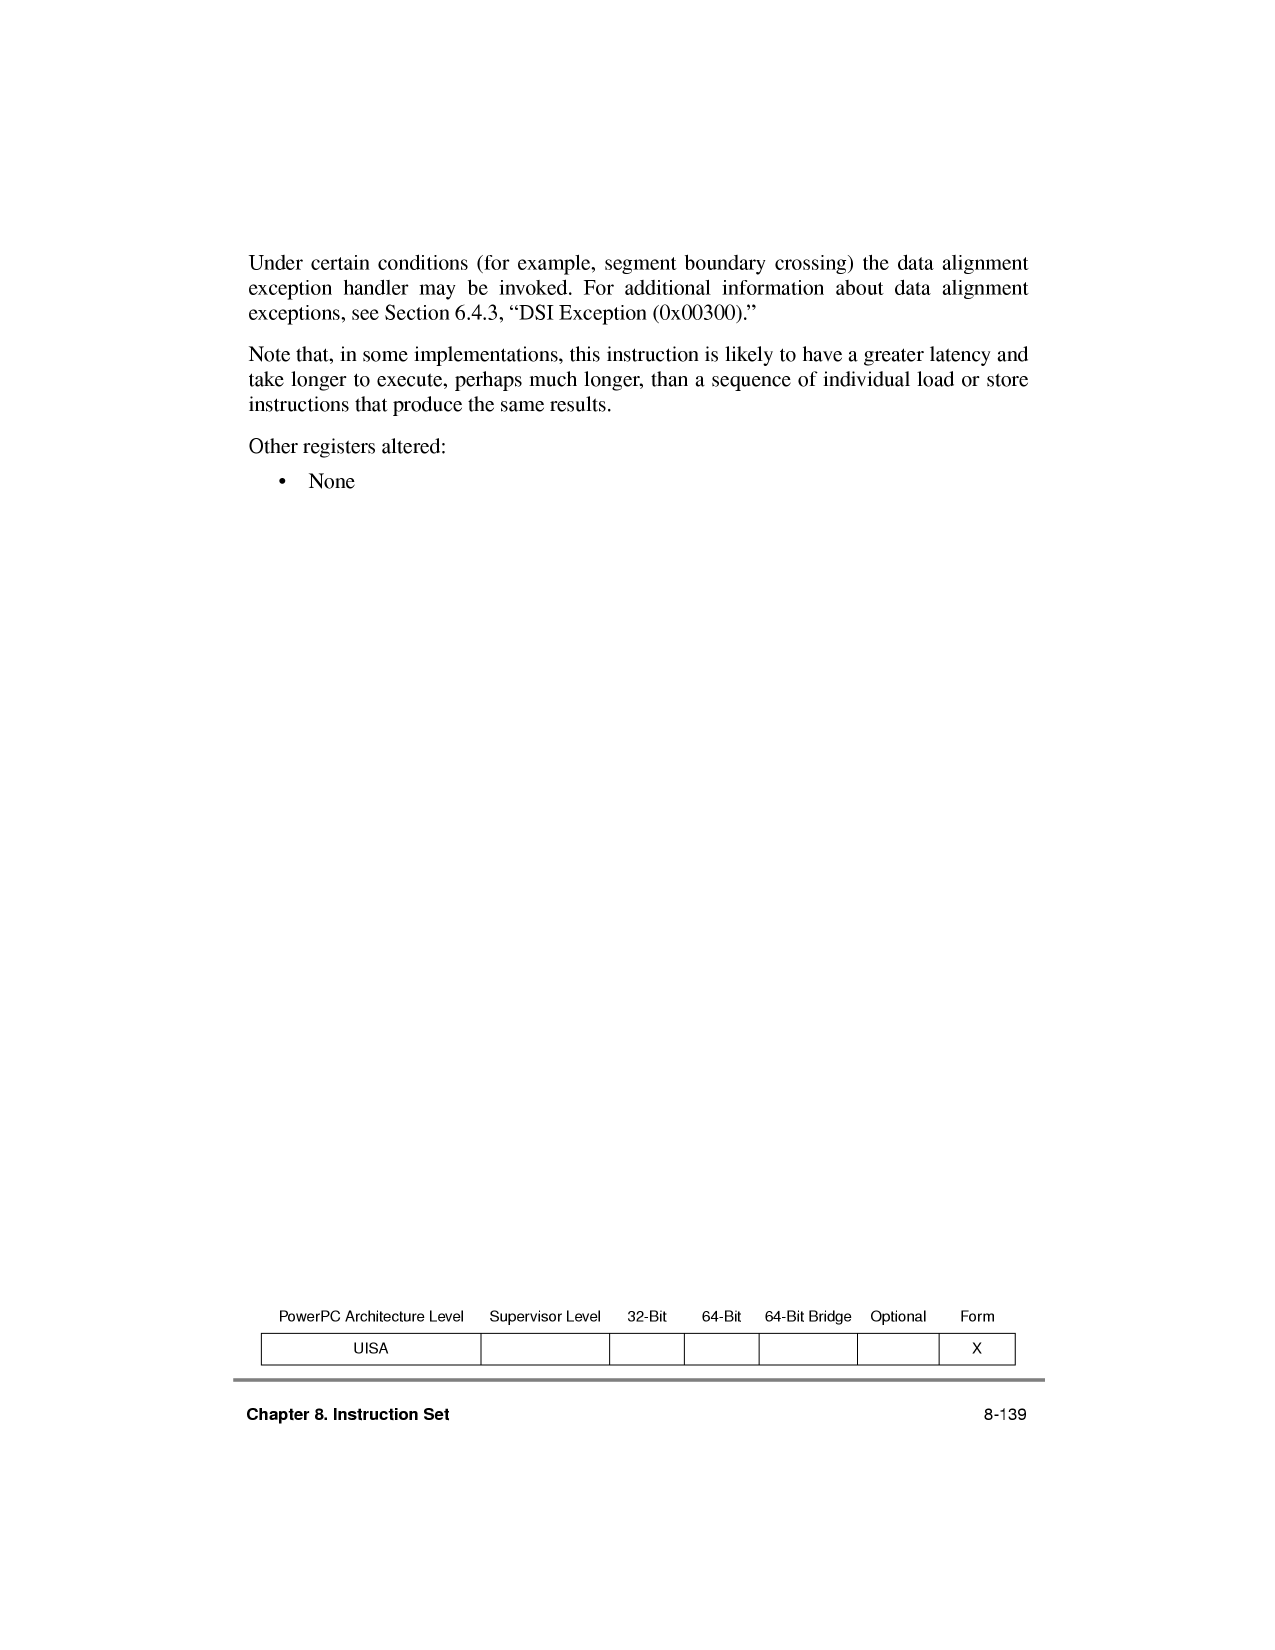 Under certain conditions (for example, segment boundary crossing) the data alignment
exception handler may be invoked. For additional information about data alignment
exceptions, see Section 6.4.3, “DSI Exception (0x00300).”
Note that, in some implementations, this instruction is likely to have a greater latency and
take longer to execute, perhaps much longer, than a sequence of individual load or store
instructions that produce the same results.
Other registers altered:
• None
PowerPC Architecture Level Supervisor Level 32-Bit 64-Bit 64-Bit Bridge Optional Form
UISA X
Chapter 8. Instruction Set 8-139